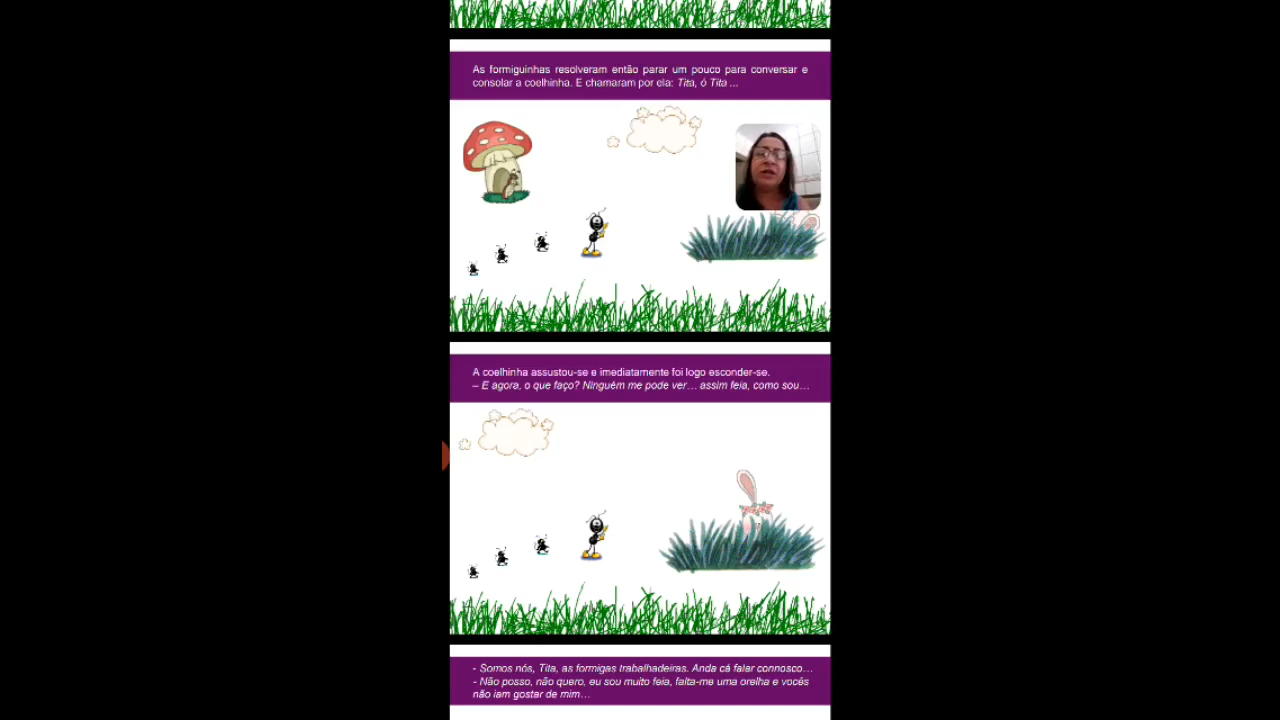 As formiguinhas resolveram então parar um pouco para conversar e
consolar a coelhinha. E chamaram por ela: Tita, ó Tita ...
A coelhinha assustou-se e imediatamente foi logo esconder-se.
– E agora, o que faço? Ninguém me pode ver… assim feia, como sou…
- Somos nós, Tita, as formigas trabalhadeiras. Anda cá falar connosco…
- Não posso, não quero, eu sou muito feia, falta-me uma orelha e vocês
não iam gostar de mim…